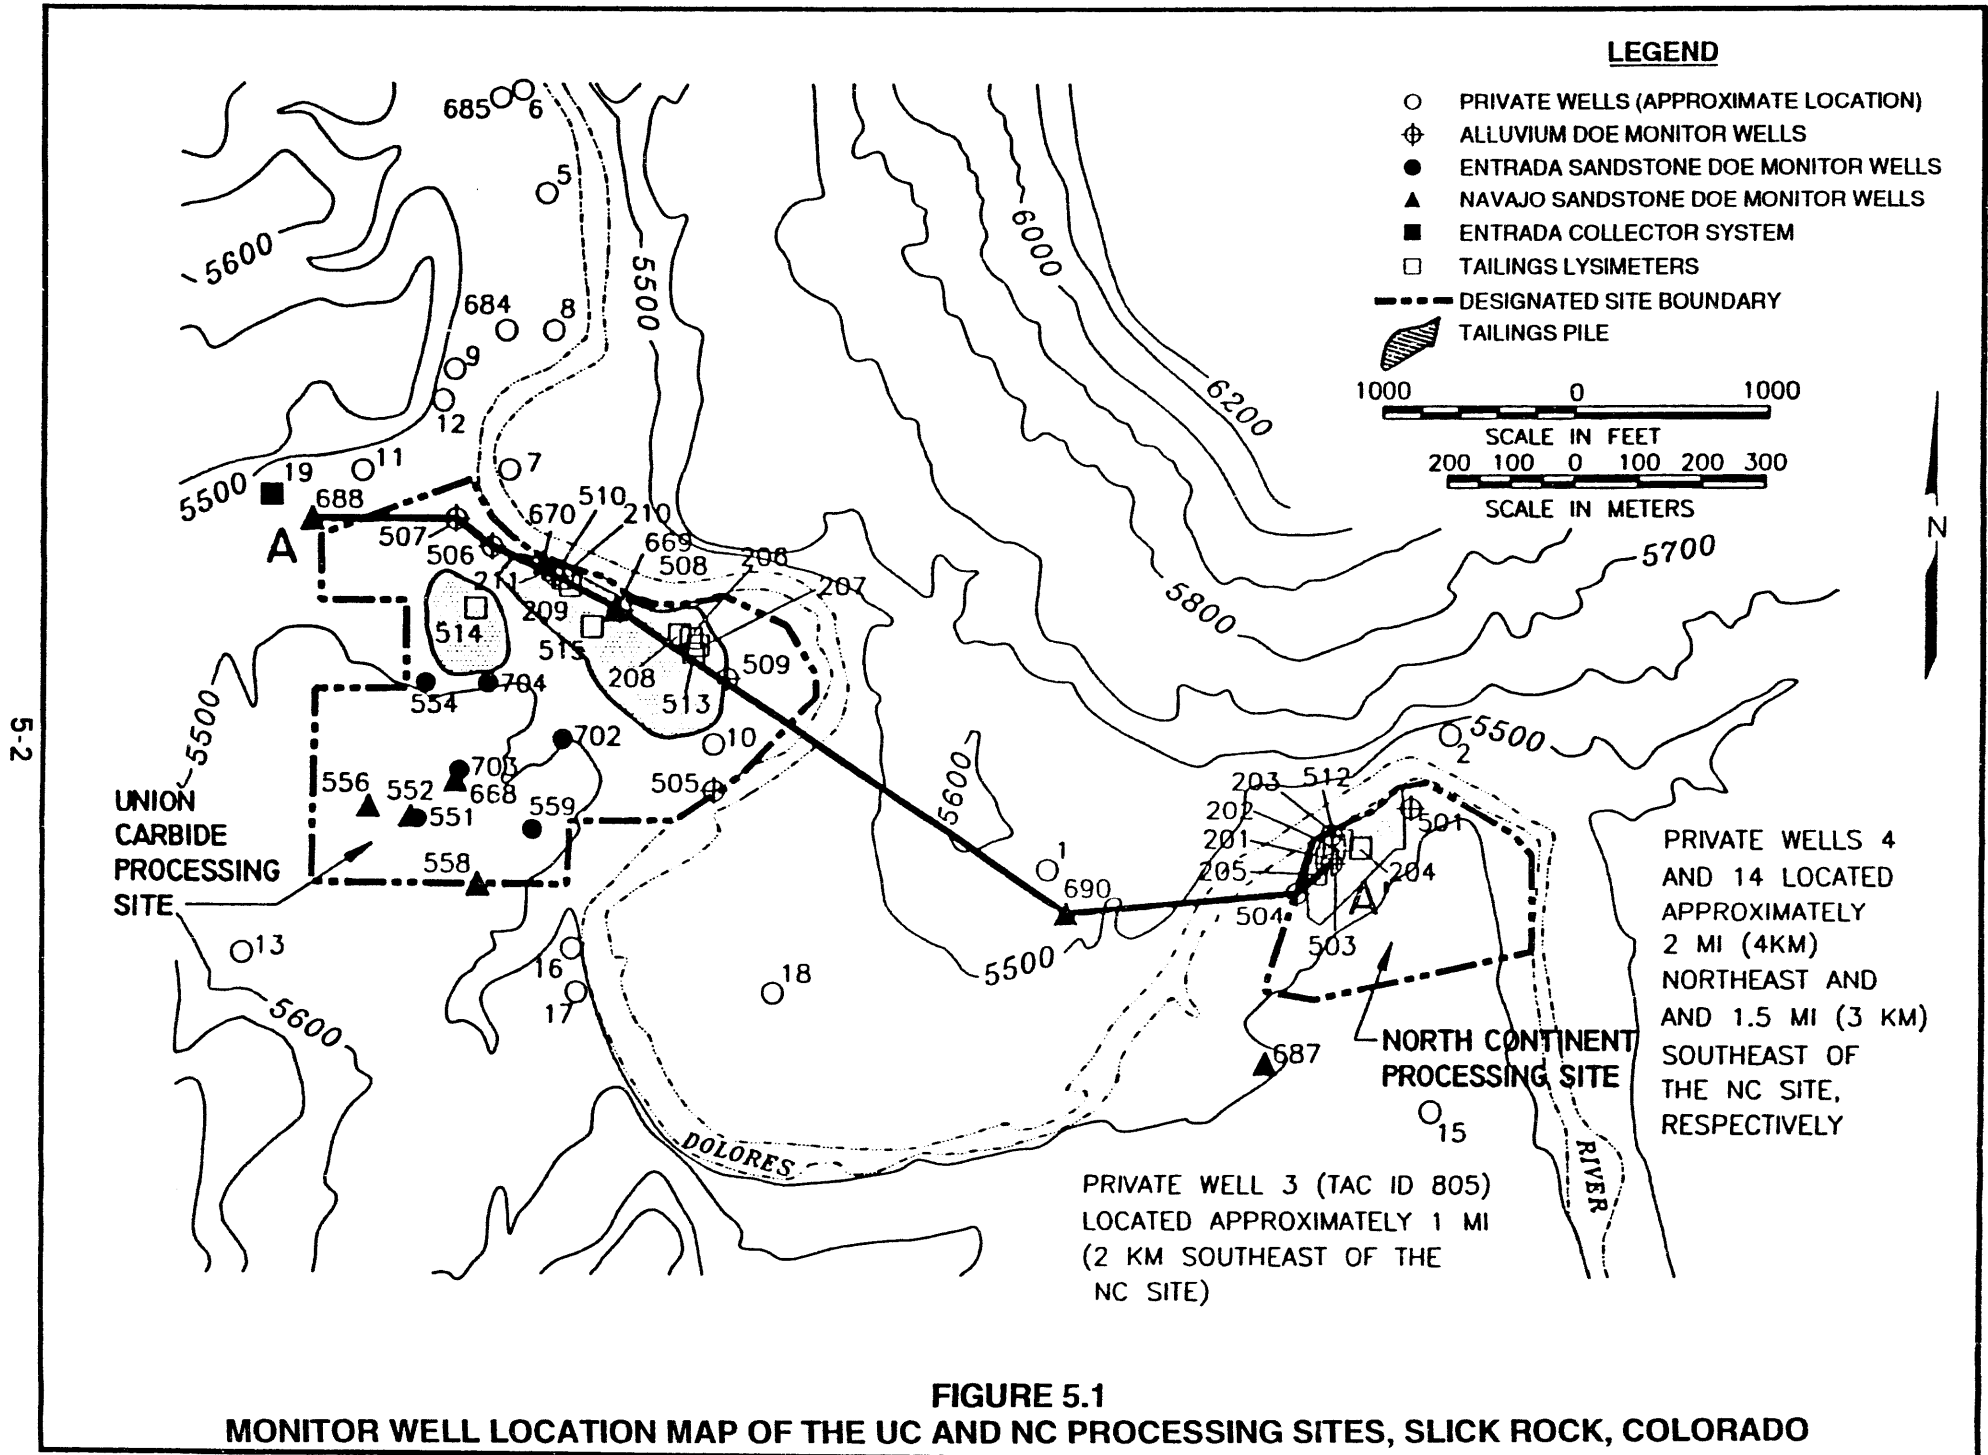 LEGEND
PRIVATE WELLS (APPROXIMATE LOCATION)
ALLUVIUM DOE MONITOR WELLS
ENTRADA SANDSTONE DOE MONITOR WELLS
NAVAJO SANDSTONE DOE MONITOR WELLS
ENTRADA COLLECTOR SYSTEM
TAILINGS LYSIMETERS
DESIGNATED SITE BOUNDARY
TAILINGS PILE
1000 0 1000
SCALE IN FEET
200 100 0 100 200 300
SCALE IN METERS
N
685
6
5
5600
5500
6000
6200
684
8
9
12
11
7
19
5500
688
A
507
506
670
510
210
669
508
206
207
211
209
514
515
208
513
509
5700
5800
554
704
5500
702
10
703
668
505
556
552
551
559
558
UNION
CARBIDE
PROCESSING
SITE
5600
1
690
2
5500
203
512
202
201
205
501
204
504
A'
503
5500
13
16
17
18
5600
687
15
NORTH CONTINENT
PROCESSING SITE
DOLORES
RIVER
PRIVATE WELLS 4
AND 14 LOCATED
APPROXIMATELY
2 MI (4KM)
NORTHEAST AND
AND 1.5 MI (3 KM)
SOUTHEAST OF
THE NC SITE,
RESPECTIVELY
PRIVATE WELL 3 (TAC ID 805)
LOCATED APPROXIMATELY 1 MI
(2 KM SOUTHEAST OF THE
NC SITE)
5-2
FIGURE 5.1
MONITOR WELL LOCATION MAP OF THE UC AND NC PROCESSING SITES, SLICK ROCK, COLORADO